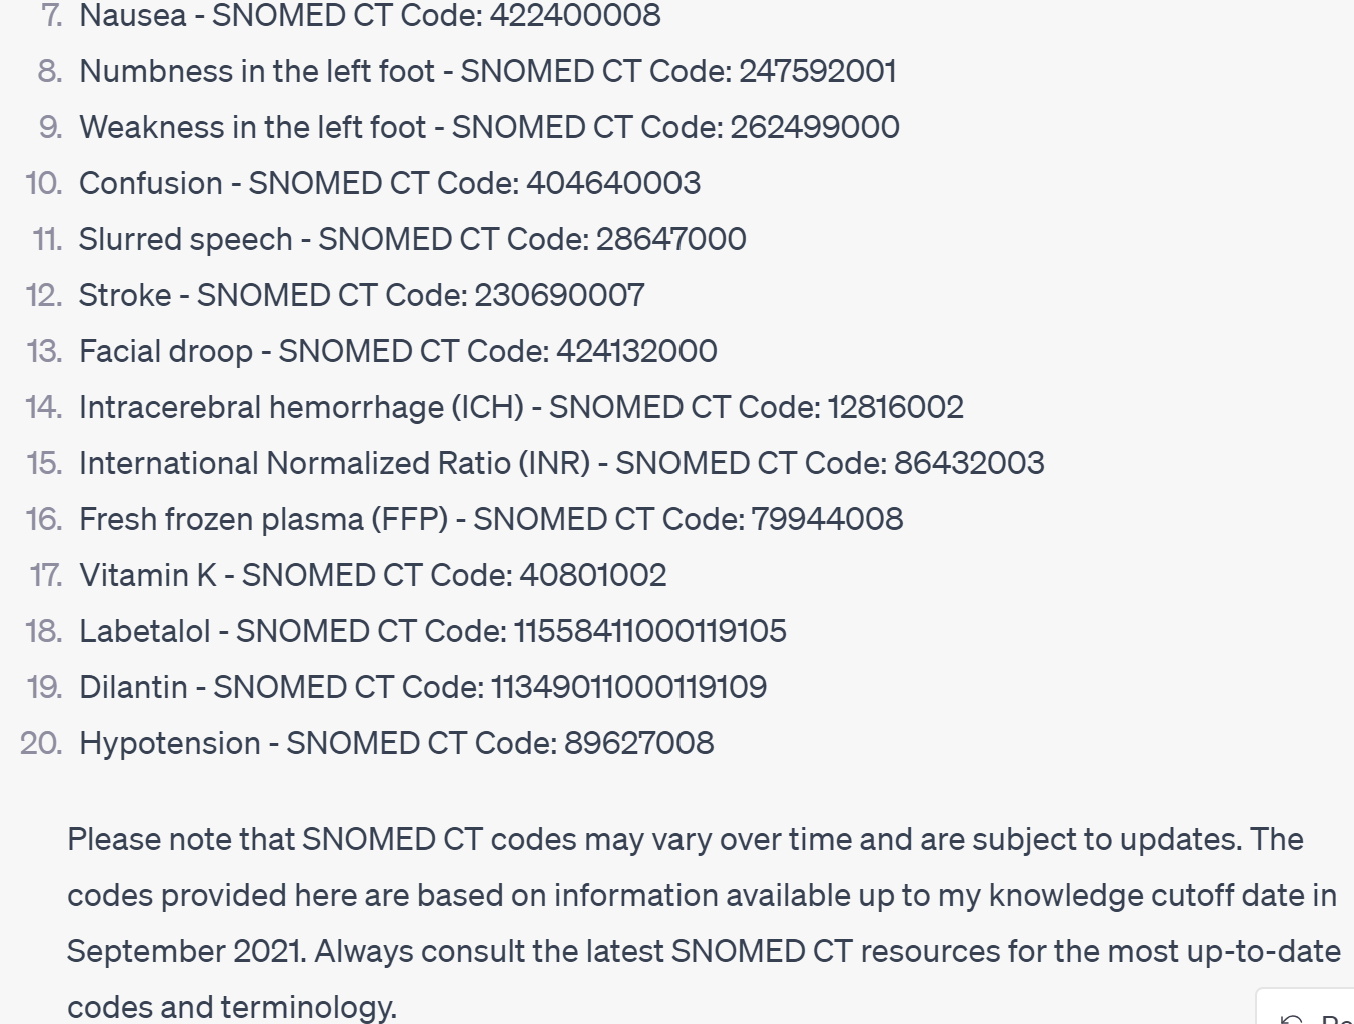 7. Nausea - SNOMED CT Code: 422400008
8. Numbness in the left foot - SNOMED CT Code: 247592001
9. Weakness in the left foot - SNOMED CT Code: 262499000
10. Confusion - SNOMED CT Code: 404640003
11. Slurred speech - SNOMED CT Code: 28647000
12. Stroke - SNOMED CT Code: 230690007
13. Facial droop - SNOMED CT Code: 424132000
14. Intracerebral hemorrhage (ICH) - SNOMED CT Code: 12816002
15. International Normalized Ratio (INR) - SNOMED CT Code: 86432003
16. Fresh frozen plasma (FFP) - SNOMED CT Code: 79944008
17. Vitamin K - SNOMED CT Code: 40801002
18. Labetalol - SNOMED CT Code: 11558411000119105
19. Dilantin - SNOMED CT Code: 11349011000119109
20. Hypotension - SNOMED CT Code: 89627008
Please note that SNOMED CT codes may vary over time and are subject to updates. The
codes provided here are based on information available up to my knowledge cutoff date in
September 2021. Always consult the latest SNOMED CT resources for the most up-to-date
codes and terminology.